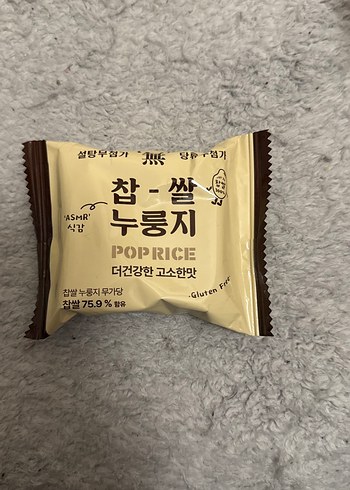 설탕무첨가 無 당류무첨가
찹-쌀
누룽지
'ASMR'
식감
POP RICE
더건강한 고소한맛
찹쌀 누룽지 무가당
찹쌀 75.9% 함유
Gluten Free